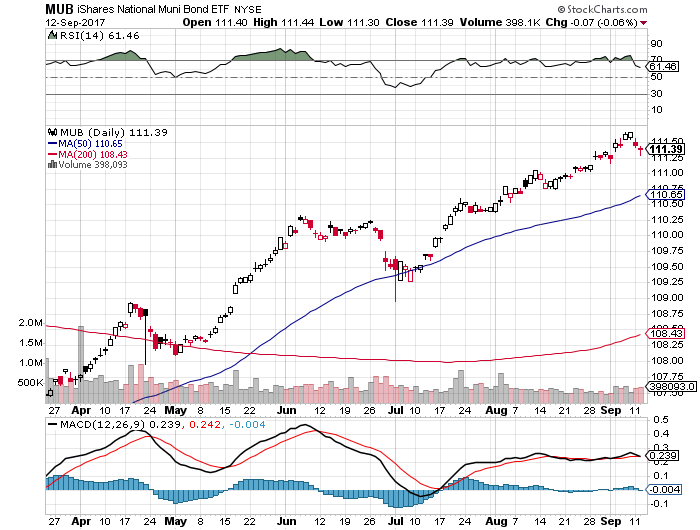 MUB iShares National Muni Bond ETF NYSE © StockCharts.com
12-Sep-2017 Open 111.40 High 111.44 Low 111.30 Close 111.39 Volume 398.1K Chg -0.07 (-0.06%)
RSI(14) 61.46
90
70
61.46
50
30
10
MUB (Daily) 111.39
MA(50) 110.65
MA(200) 108.43
Volume 398,093
111.50
111.39
111.25
111.00
110.65
110.50
110.25
110.00
109.75
109.50
109.25
109.00
108.75
108.43
108.25
108.00
107.75
107.50
2.0M
1.5M
1.0M
500K
398093.0
27 Apr 10 17 24 May 8 15 22 Jun 12 19 26 Jul 10 17 24 Aug 7 14 21 28 Sep 11
MACD(12,26,9) 0.239, 0.242, -0.004
0.5
0.4
0.3
0.239
0.2
0.1
-0.004
-0.1
27 Apr 10 17 24 May 8 15 22 Jun 12 19 26 Jul 10 17 24 Aug 7 14 21 28 Sep 11